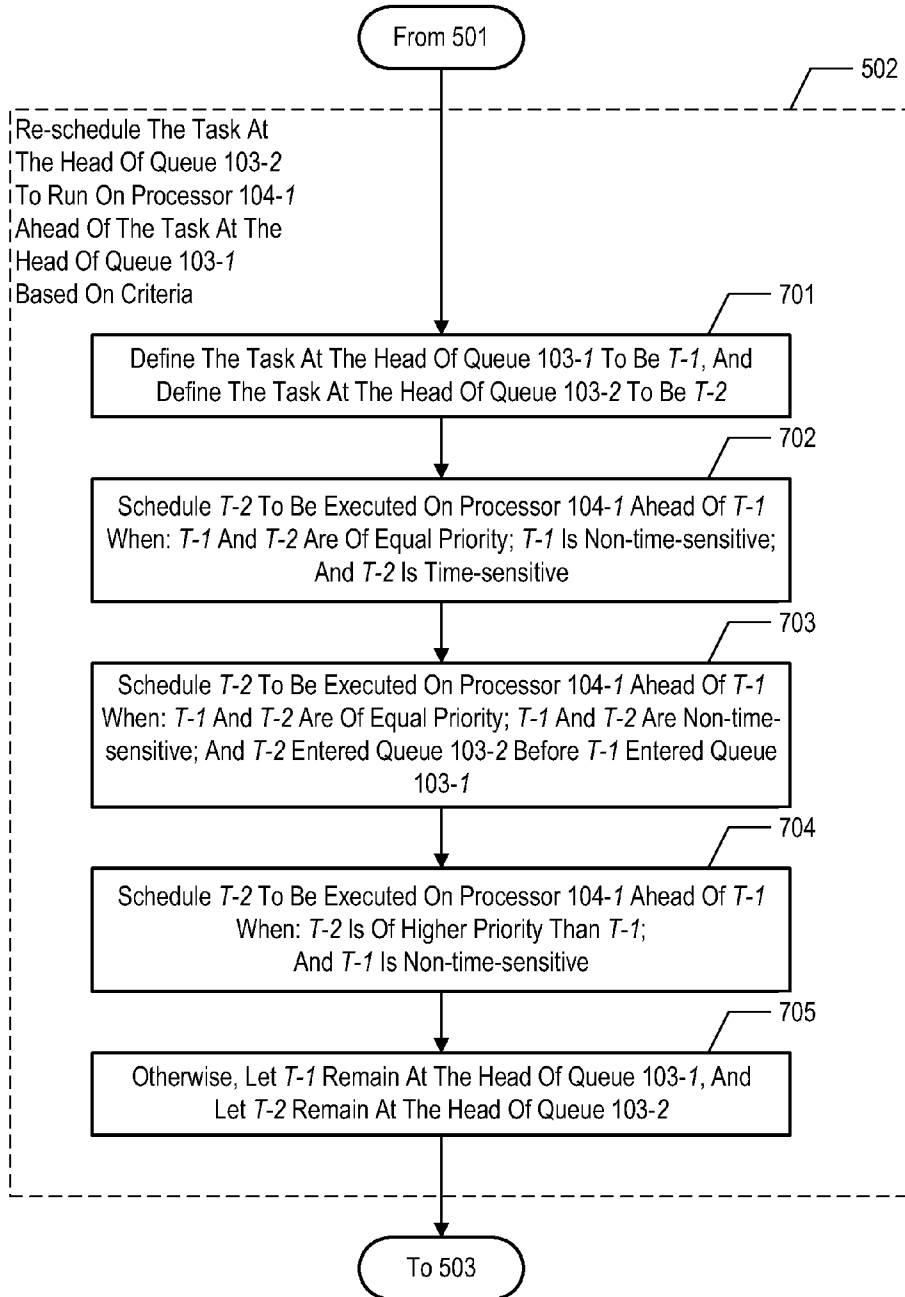 From 501
502
Re-schedule The Task At
The Head Of Queue 103-2
To Run On Processor 104-1
Ahead Of The Task At The
Head Of Queue 103-1
Based On Criteria
701
Define The Task At The Head Of Queue 103-1 To Be T-1, And
Define The Task At The Head Of Queue 103-2 To Be T-2
702
Schedule T-2 To Be Executed On Processor 104-1 Ahead Of T-1
When: T-1 And T-2 Are Of Equal Priority; T-1 Is Non-time-sensitive;
And T-2 Is Time-sensitive
703
Schedule T-2 To Be Executed On Processor 104-1 Ahead Of T-1
When: T-1 And T-2 Are Of Equal Priority; T-1 And T-2 Are Non-time-
sensitive; And T-2 Entered Queue 103-2 Before T-1 Entered Queue
103-1
704
Schedule T-2 To Be Executed On Processor 104-1 Ahead Of T-1
When: T-2 Is Of Higher Priority Than T-1;
And T-1 Is Non-time-sensitive
705
Otherwise, Let T-1 Remain At The Head Of Queue 103-1, And
Let T-2 Remain At The Head Of Queue 103-2
To 503